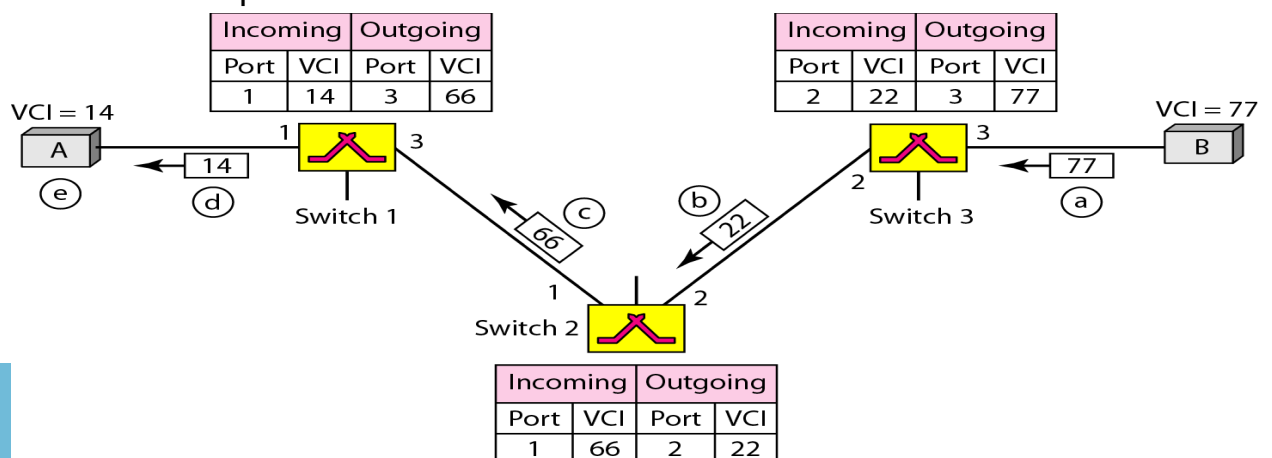 Incoming Outgoing
Port VCI Port VCI
1 14 3 66
Incoming Outgoing
Port VCI Port VCI
2 22 3 77
VCI = 14
VCI = 77
1
3
3
A
B
14
77
2
e
d
Switch 1
c
b
Switch 3
a
66
22
1
2
Switch 2
Incoming Outgoing
Port VCI Port VCI
1 66 2 22